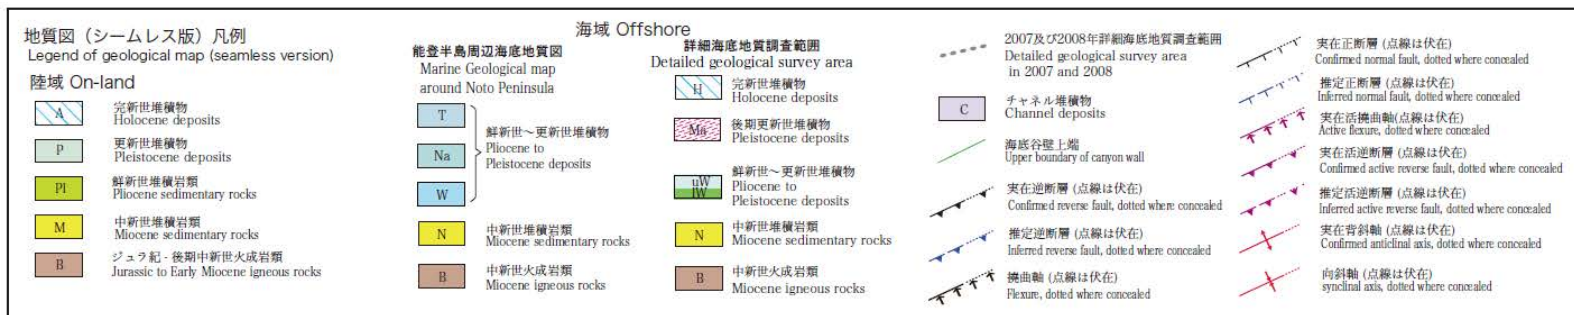 地質図（シームレス版）凡例
Legend of geological map (seamless version)
陸域 On-land
A
完新世堆積物
Holocene deposits
P
更新世堆積物
Pleistocene deposits
Pl
鮮新世堆積岩類
Pliocene sedimentary rocks
M
中新世堆積岩類
Miocene sedimentary rocks
B
ジュラ紀 - 後期中新世火成岩類
Jurassic to Early Miocene igneous rocks
海域 Offshore
能登半島周辺海底地質図
Marine Geological map
around Noto Peninsula
T
Na
W
鮮新世～更新世堆積物
Pliocene to
Pleistocene deposits
N
中新世堆積岩類
Miocene sedimentary rocks
B
中新世火成岩類
Miocene igneous rocks
詳細海底地質調査範囲
Detailed geological survey area
H
完新世堆積物
Holocene deposits
Ma
後期更新世堆積物
Pleistocene deposits
uW
lW
鮮新世～更新世堆積物
Pliocene to
Pleistocene deposits
N
中新世堆積岩類
Miocene sedimentary rocks
B
中新世火成岩類
Miocene igneous rocks
2007及び2008年詳細海底地質調査範囲
Detailed geological survey area
in 2007 and 2008
C
チャネル堆積物
Channel deposits
海底谷壁上端
Upper boundary of canyon wall
実在逆断層 (点線は伏在)
Confirmed reverse fault, dotted where concealed
推定逆断層 (点線は伏在)
Inferred reverse fault, dotted where concealed
撓曲軸 (点線は伏在)
Flexure, dotted where concealed
実在正断層 (点線は伏在)
Confirmed normal fault, dotted where concealed
推定正断層 (点線は伏在)
Inferred normal fault, dotted where concealed
実在活撓曲軸(点線は伏在)
Active flexure, dotted where concealed
実在活逆断層 (点線は伏在)
Confirmed active reverse fault, dotted where concealed
推定活逆断層 (点線は伏在)
Inferred active reverse fault, dotted where concealed
実在背斜軸 (点線は伏在)
Confirmed anticlinal axis, dotted where concealed
向斜軸 (点線は伏在)
synclinal axis, dotted where concealed